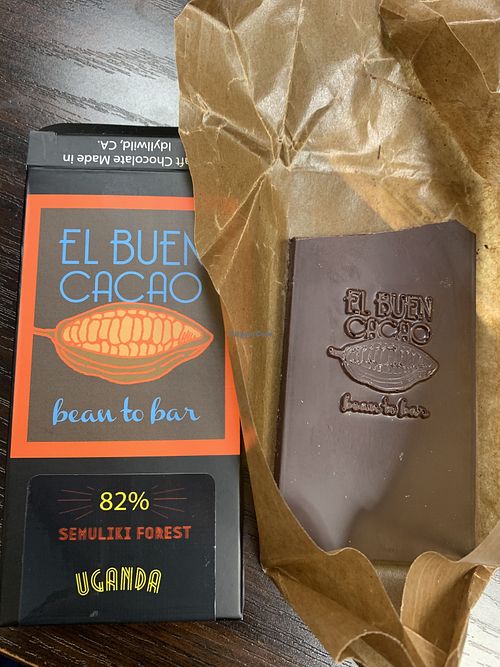 aft Chocolate Made in
Idyllwild, CA.
EL BUEN
CACAO
bean to bar
82%
SEMULIKI FOREST
UGANDA
EL BUEN
CACAO
bean to bar